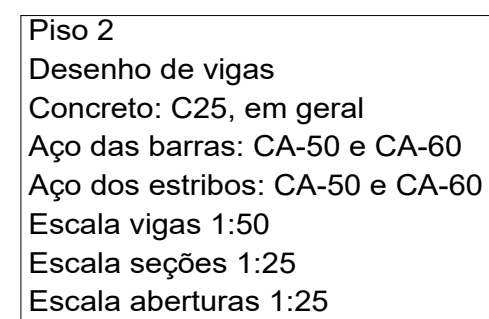 Piso 2
Desenho de vigas
Concreto: C25, em geral
Aço das barras: CA-50 e CA-60
Aço dos estribos: CA-50 e CA-60
Escala vigas 1:50
Escala seções 1:25
Escala aberturas 1:25